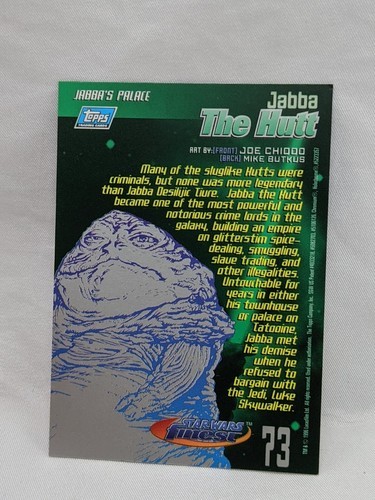 JABBA'S PALACE
Topps
TRADING CARDS
Jabba
The Hutt
ART BY: [FRONT] JOE CHIODO
[BACK] MIKE BUTKUS
Many of the sluglike Hutts were
criminals, but none was more legendary
than Jabba Desilijic Tiure. Jabba the Hutt
became one of the most powerful and
notorious crime lords in the
galaxy, building an empire
on glitterstim spice-
dealing, smuggling,
slave trading, and
other illegalities.
Untouchable for
years in either
his townhouse
or palace on
Tatooine,
Jabba met
his demise
when he
refused to
bargain with
the Jedi, Luke
Skywalker.
STAR WARS
FINEST
73